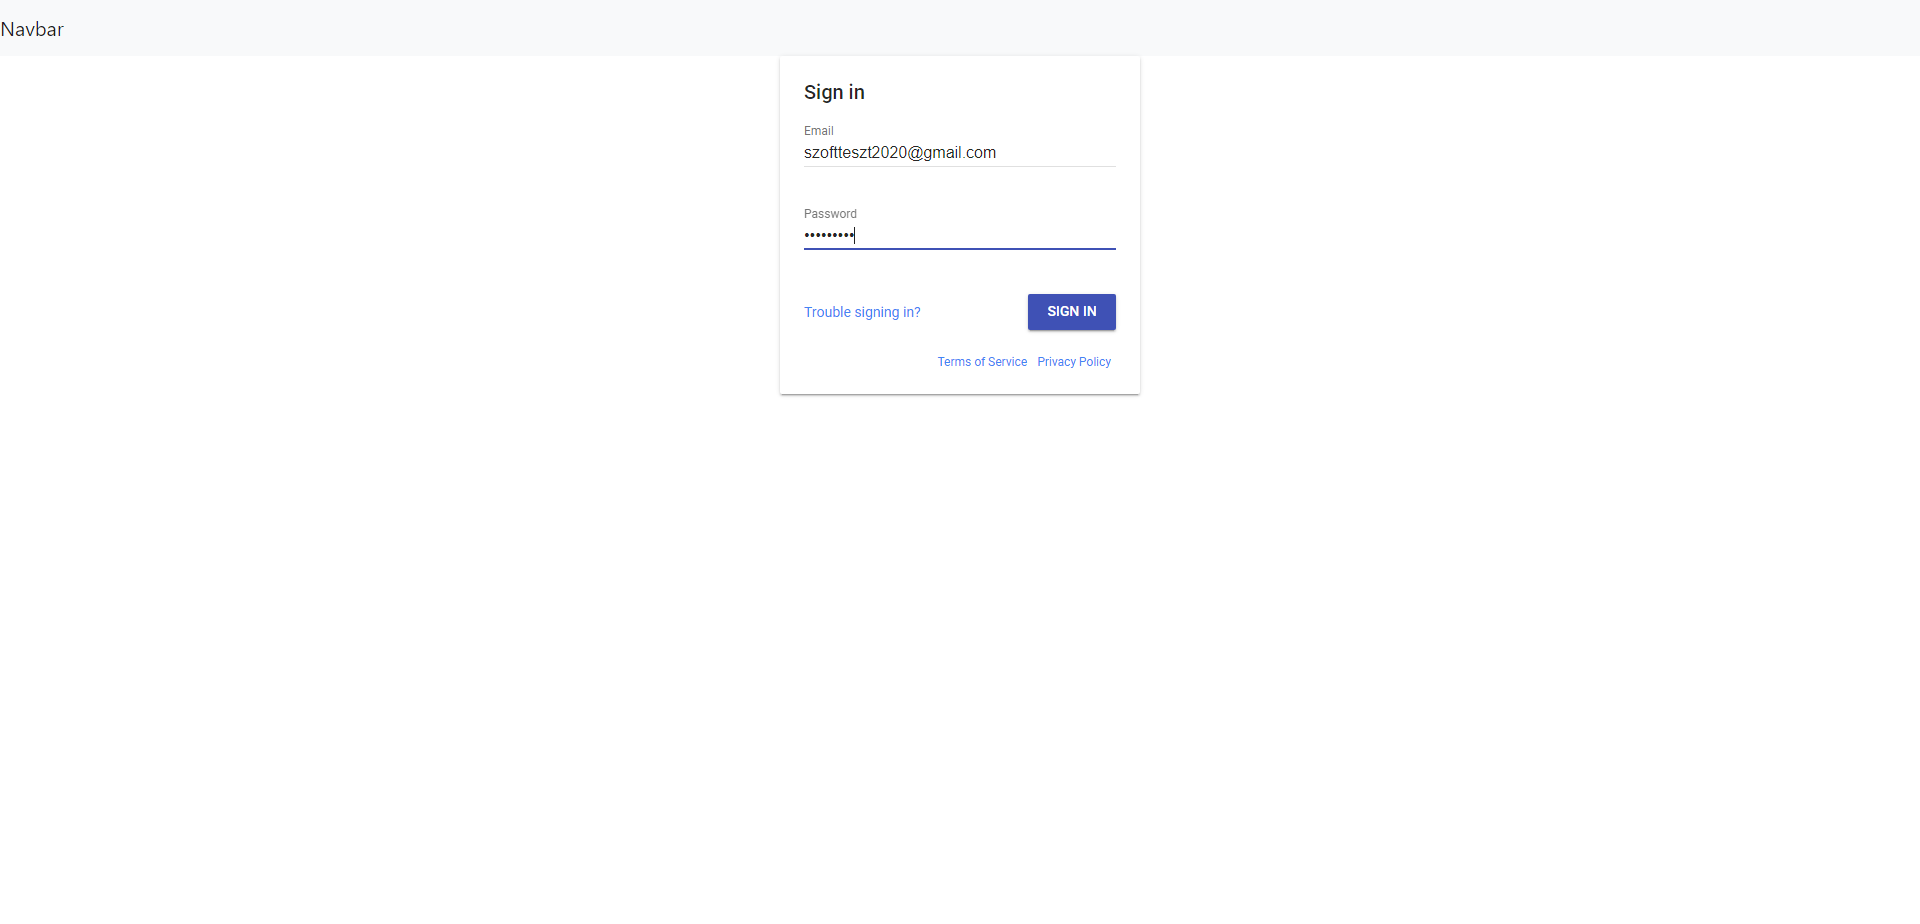 Navbar
Sign in
Email
szoftteszt2020@gmail.com
Password
•••••••••
Trouble signing in?
SIGN IN
Terms of Service Privacy Policy